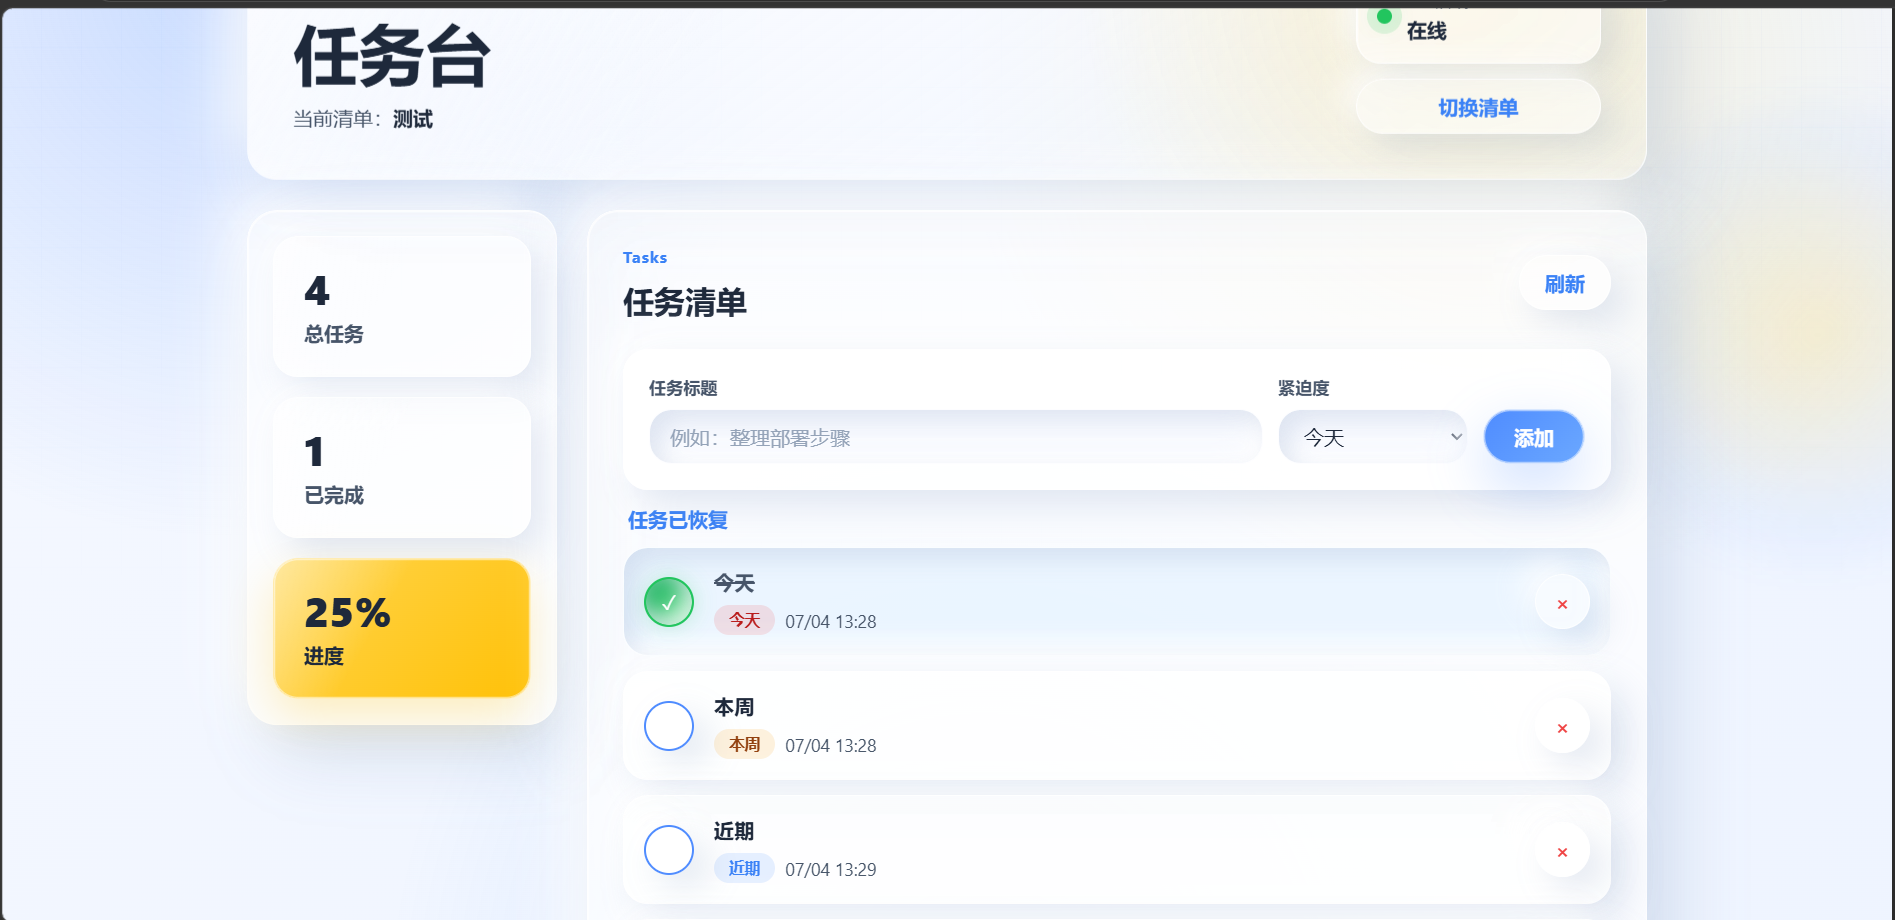 任务台
当前清单：测试
在线
切换清单
4
总任务
1
已完成
25%
进度
Tasks
任务清单
刷新
任务标题
紧迫度
例如：整理部署步骤
今天
添加
任务已恢复
✓
今天
今天 07/04 13:28
×
本周
本周 07/04 13:28
×
近期
近期 07/04 13:29
×